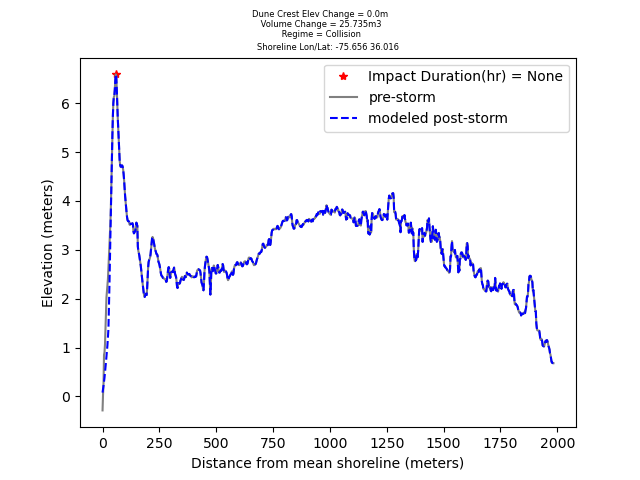 Dune Crest Elev Change = 0.0m
Volume Change = 25.735m3
Regime = Collision
Shoreline Lon/Lat: -75.656 36.016
Impact Duration(hr) = None
pre-storm
modeled post-storm
Elevation (meters)
6
5
4
3
2
1
0
0 250 500 750 1000 1250 1500 1750 2000
Distance from mean shoreline (meters)